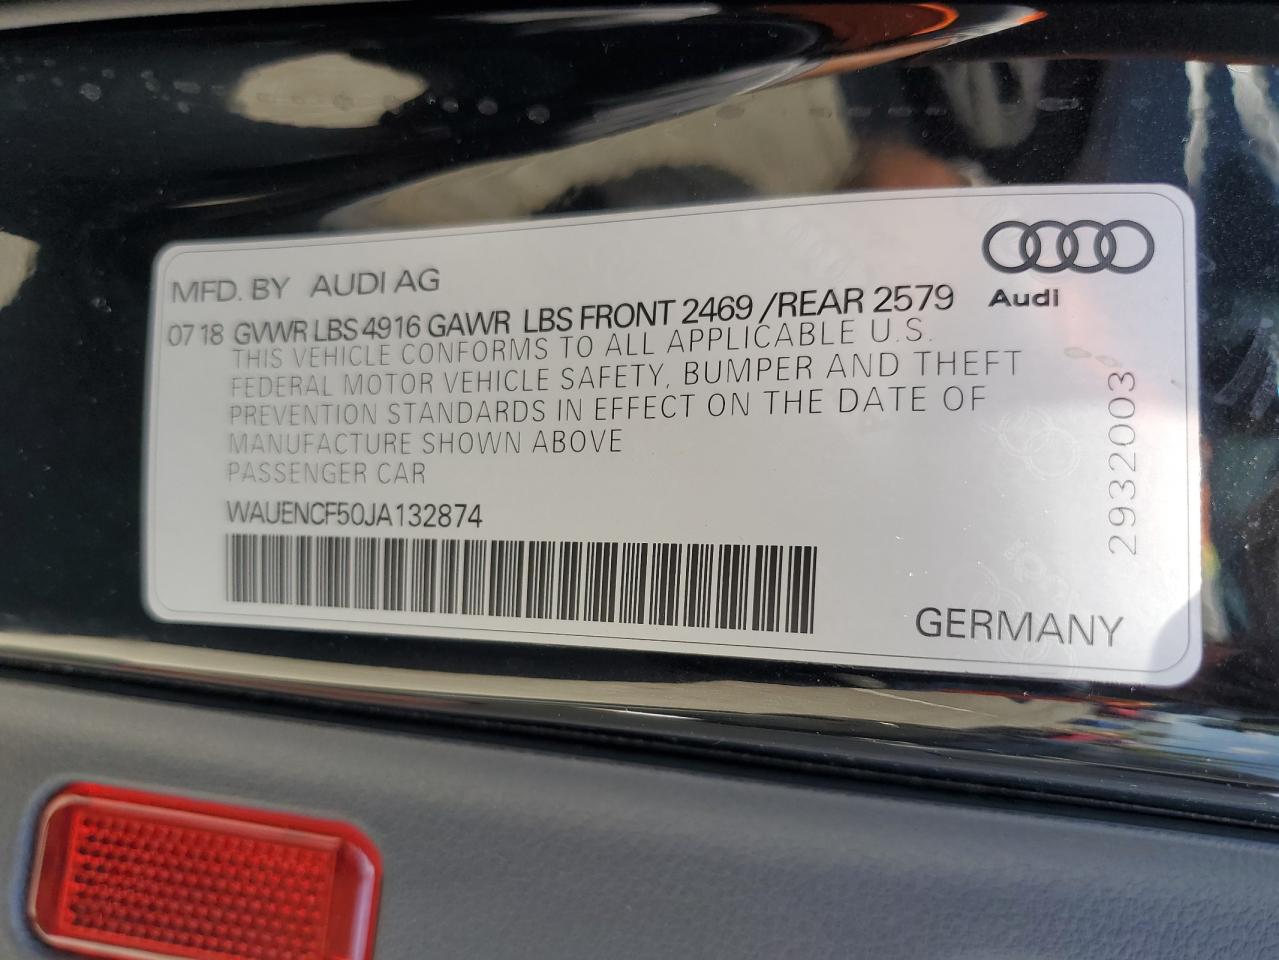 MFD. BY AUDI AG
Audi
07 18 GVWR LBS 4916 GAWR LBS FRONT 2469 /REAR 2579
THIS VEHICLE CONFORMS TO ALL APPLICABLE U.S.
FEDERAL MOTOR VEHICLE SAFETY, BUMPER AND THEFT
PREVENTION STANDARDS IN EFFECT ON THE DATE OF
MANUFACTURE SHOWN ABOVE
PASSENGER CAR
WAUENCF50JA132874
2932003
GERMANY